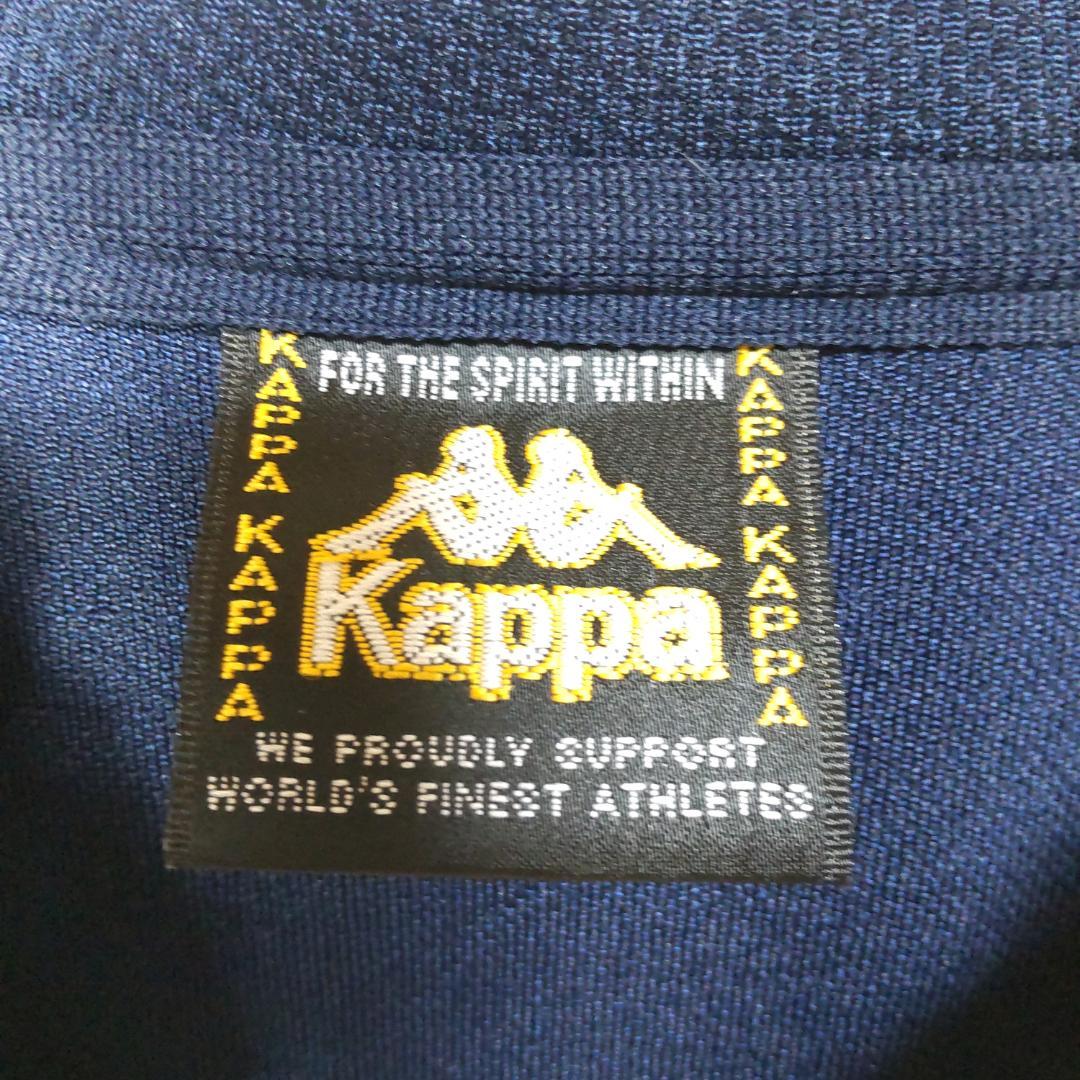 FOR THE SPIRIT WITHIN
KAPPA KAPPA
KAPPA KAPPA
Kappa
WE PROUDLY SUPPORT
WORLD'S FINEST ATHLETES